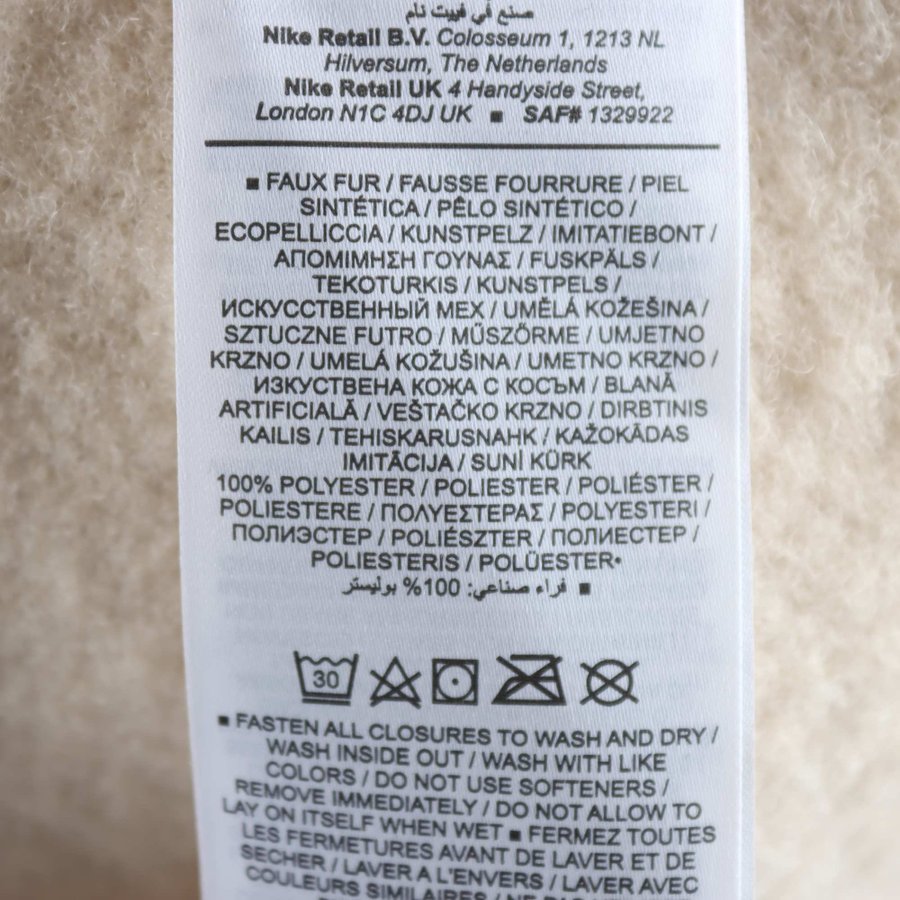 صنع في فييت نام
Nike Retail B.V. Colosseum 1, 1213 NL
Hilversum, The Netherlands
Nike Retail UK 4 Handyside Street,
London N1C 4DJ UK ■ SAF# 1329922
■ FAUX FUR / FAUSSE FOURRURE / PIEL
SINTÉTICA / PÊLO SINTÉTICO /
ECOPELLICCIA / KUNSTPELZ / IMITATIEBONT /
ΑΠΟΜΙΜΗΣΗ ΓΟΥΝΑΣ / FUSKPÄLS /
TEKOTURKIS / KUNSTPELS /
ИСКУССТВЕННЫЙ МЕХ / UMĚLÁ KOŽEŠINA /
SZTUCZNE FUTRO / MŰSZŐRME / UMJETNO
KRZNO / UMELÁ KOŽUŠINA / UMETNO KRZNO /
ИЗКУСТВЕНА КОЖА С КОСЪМ / BLANĂ
ARTIFICIALĂ / VEŠTAČKO KRZNO / DIRBTINIS
KAILIS / TEHISKARUSNAHK / KAŽOKĀDAS
IMITĀCIJA / SUNİ KÜRK
100% POLYESTER / POLIESTER / POLIÉSTER /
POLIESTERE / ΠΟΛΥΕΣΤΕΡΑΣ / POLYESTERI /
ПОЛИЭСТЕР / POLIÉSZTER / ПОЛИЕСТЕР /
POLIESTERIS / POLÜESTER*
■ فراء صناعي: 100% بوليستر
30
■ FASTEN ALL CLOSURES TO WASH AND DRY /
WASH INSIDE OUT / WASH WITH LIKE
COLORS / DO NOT USE SOFTENERS /
REMOVE IMMEDIATELY / DO NOT ALLOW TO
LAY ON ITSELF WHEN WET ■ FERMEZ TOUTES
LES FERMETURES AVANT DE LAVER ET DE
SECHER / LAVER A L'ENVERS / LAVER AVEC
COULEURS SIMILAIRES / NE PAS